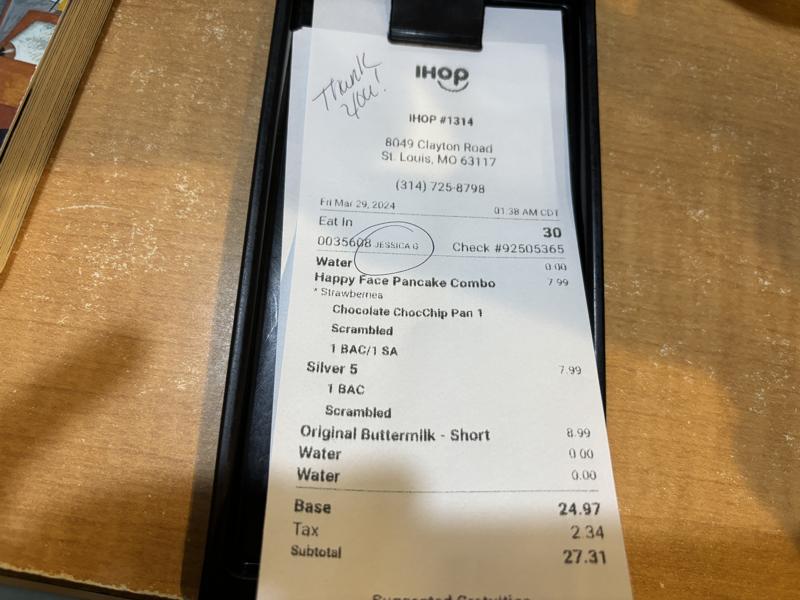 Thank
you!
IHOP
IHOP #1314
8049 Clayton Road
St. Louis, MO 63117
(314) 725-8798
Fri Mar 29, 2024 01:38 AM CDT
Eat In 30
0035608 JESSICA G Check #92505365
Water 0.00
Happy Face Pancake Combo 7.99
* Strawberries
Chocolate ChocChip Pan 1
Scrambled
1 BAC/1 SA
Silver 5 7.99
1 BAC
Scrambled
Original Buttermilk - Short 8.99
Water 0.00
Water 0.00
Base 24.97
Tax 2.34
Subtotal 27.31
Suggested Gratuities